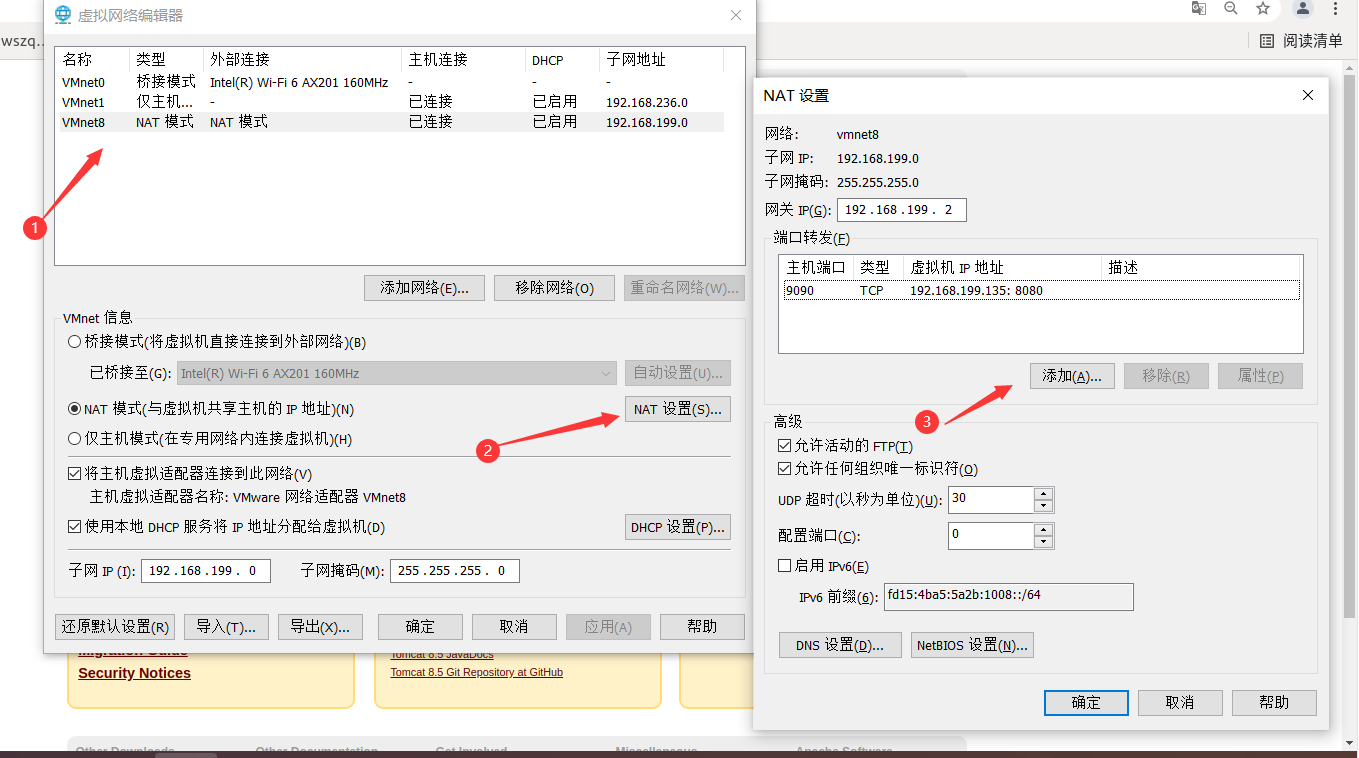 虚拟网络编辑器
wszq...
阅读清单
名称 类型 外部连接 主机连接 DHCP 子网地址
VMnet0 桥接模式 Intel(R) Wi-Fi 6 AX201 160MHz - - -
VMnet1 仅主机... - 已连接 已启用 192.168.236.0
VMnet8 NAT 模式 NAT 模式 已连接 已启用 192.168.199.0
1
添加网络(E)... 移除网络(O) 重命名网络(W)...
VMnet 信息
桥接模式(将虚拟机直接连接到外部网络)(B)
已桥接至(G): Intel(R) Wi-Fi 6 AX201 160MHz 自动设置(U)...
NAT 模式(与虚拟机共享主机的 IP 地址)(N) NAT 设置(S)...
仅主机模式(在专用网络内连接虚拟机)(H)
2
将主机虚拟适配器连接到此网络(V)
主机虚拟适配器名称: VMware 网络适配器 VMnet8
使用本地 DHCP 服务将 IP 地址分配给虚拟机(D) DHCP 设置(P)...
子网 IP (I): 192 . 168 . 199 . 0 子网掩码(M): 255 . 255 . 255 . 0
还原默认设置(R) 导入(T)... 导出(X)... 确定 取消 应用(A) 帮助
NAT 设置
网络: vmnet8
子网 IP: 192.168.199.0
子网掩码: 255.255.255.0
网关 IP(G): 192 . 168 . 199 . 2
端口转发(F)
主机端口 类型 虚拟机 IP 地址 描述
9090 TCP 192.168.199.135: 8080
添加(A)... 移除(R) 属性(P)
3
高级
允许活动的 FTP(T)
允许任何组织唯一标识符(O)
UDP 超时(以秒为单位)(U): 30
配置端口(C): 0
启用 IPv6(E)
IPv6 前缀(6): fd15:4ba5:5a2b:1008::/64
DNS 设置(D)... NetBIOS 设置(N)...
确定 取消 帮助
Migration Guide
Security Notices
Tomcat 8.5 JavaDocs
Tomcat 8.5 Git Repository at GitHub
Other Downloads Other Documentation Get Involved Miscellaneous Apache Software